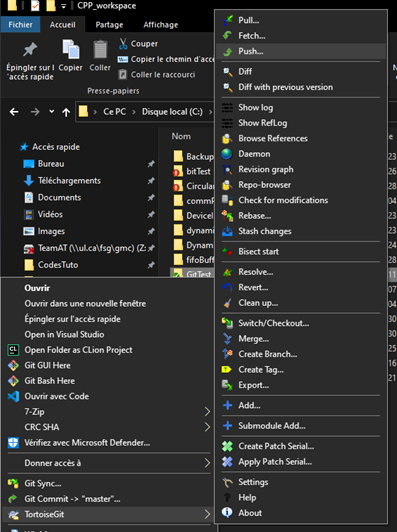 CPP_workspace
Fichier
Accueil
Partage
Affichage
Épingler sur
l'accès rapide
Copier
Coller
Couper
Copier le chemin d'acc
Coller le raccourci
Presse-papiers
Ce PC > Disque local (C:)
Nom
Accès rapide
Bureau
Téléchargements
Documents
Vidéos
Images
TeamAT (\\ul.ca\fsg\gmc) (Z:
CodesTuto
Backup
bitTest
Circular
commP
DeviceI
dynami
Dynam
fifoBuff
GitTest
Ouvrir
Ouvrir dans une nouvelle fenêtre
Épingler sur l'accès rapide
Open in Visual Studio
Open Folder as CLion Project
Git GUI Here
Git Bash Here
Ouvrir avec Code
7-Zip
CRC SHA
Vérifiez avec Microsoft Defender...
Donner accès à
Git Sync...
Git Commit -> "master"...
TortoiseGit
Pull...
Fetch...
Push...
Diff
Diff with previous version
Show log
Show RefLog
Browse References
Daemon
Revision graph
Repo-browser
Check for modifications
Rebase...
Stash changes
Bisect start
Resolve...
Revert...
Clean up...
Switch/Checkout...
Merge...
Create Branch...
Create Tag...
Export...
Add...
Submodule Add...
Create Patch Serial...
Apply Patch Serial...
Settings
Help
About